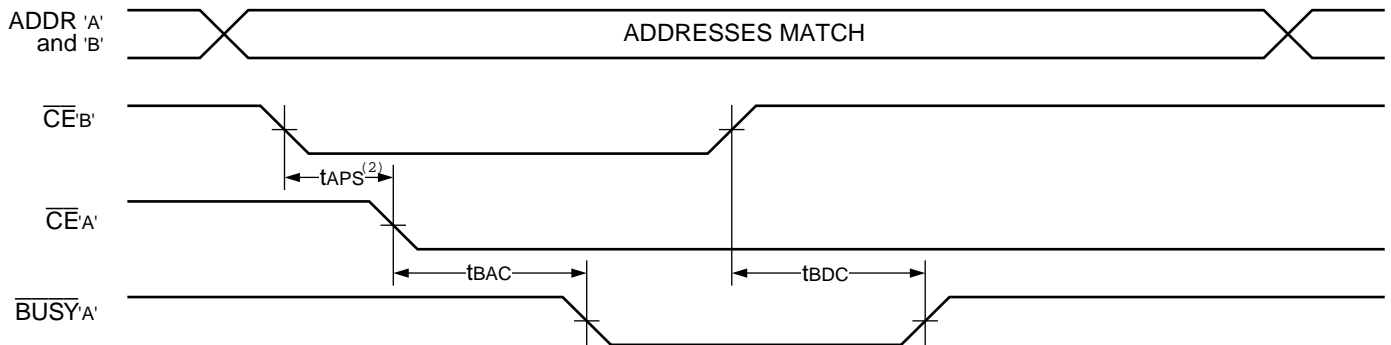 ADDR 'A'
and 'B'
ADDRESSES MATCH
CE'B'
tAPS(2)
CE'A'
tBAC
tBDC
BUSY'A'